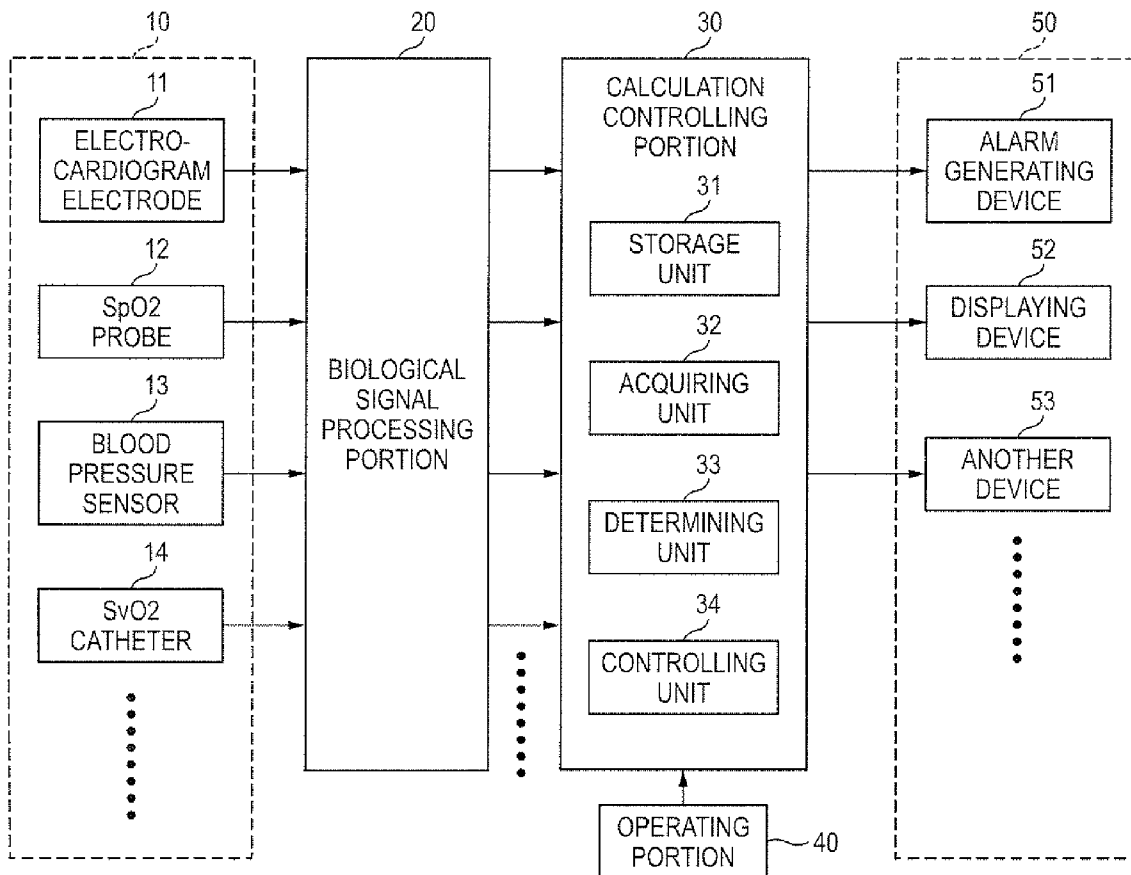 10
11
ELECTRO-
CARDIOGRAM
ELECTRODE
12
SpO2
PROBE
13
BLOOD
PRESSURE
SENSOR
14
SvO2
CATHETER
20
BIOLOGICAL
SIGNAL
PROCESSING
PORTION
30
CALCULATION
CONTROLLING
PORTION
31
STORAGE
UNIT
32
ACQUIRING
UNIT
33
DETERMINING
UNIT
34
CONTROLLING
UNIT
OPERATING
PORTION
40
50
51
ALARM
GENERATING
DEVICE
52
DISPLAYING
DEVICE
53
ANOTHER
DEVICE